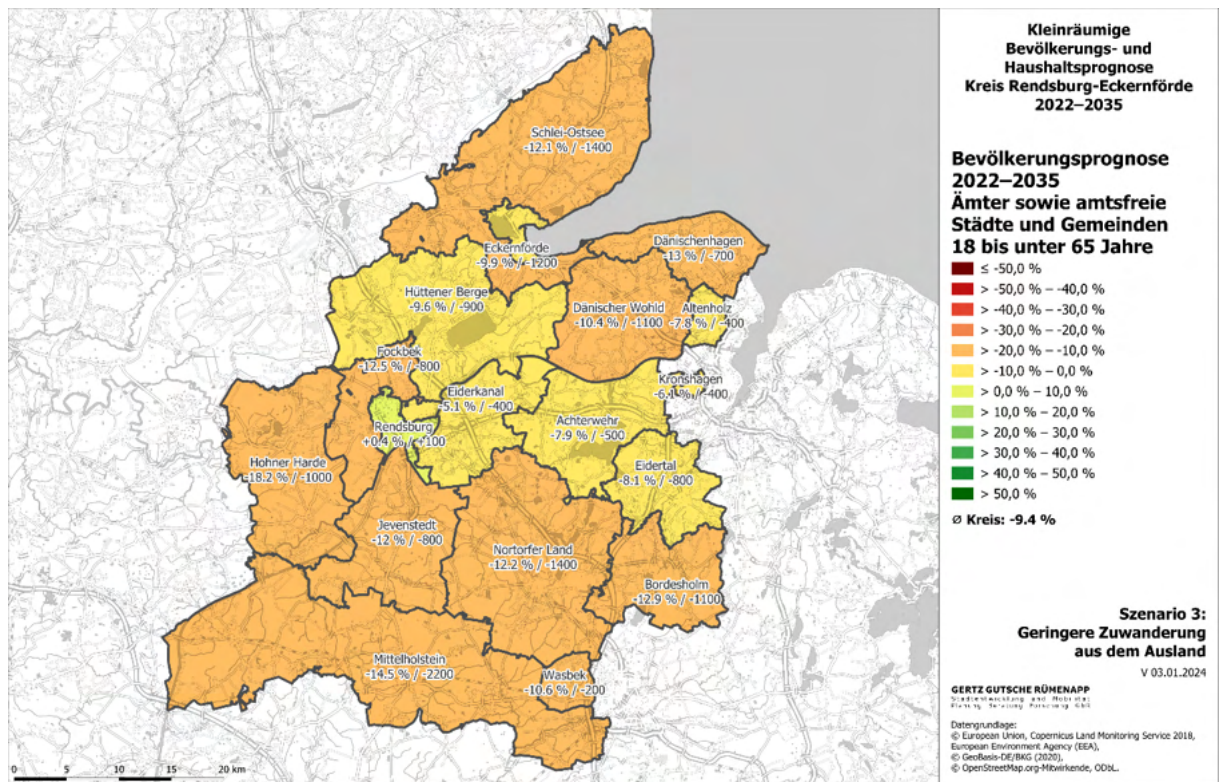 Schlei-Ostsee
-12.1 % / -1400
Eckernförde
-9.9 % / -1200
Dänischenhagen
-13 % / -700
Hüttener Berge
-9.6 % / -900
Dänischer Wohld
-10.4 % / -1100
Altenholz
-7.8 % / -400
Fockbek
-12.5 % / -800
Kronshagen
-6.1 % / -400
Eiderkanal
-5.1 % / -400
Rendsburg
+0.4 % / +100
Achterwehr
-7.9 % / -500
Hohner Harde
-18.2 % / -1000
Eidertal
-8.1 % / -800
Jevenstedt
-12 % / -800
Nortorfer Land
-12.2 % / -1400
Bordesholm
-12.9 % / -1100
Mittelholstein
-14.5 % / -2200
Wasbek
-10.6 % / -200
0 5 10 15 20 km
Kleinräumige
Bevölkerungs- und
Haushaltsprognose
Kreis Rendsburg-Eckernförde
2022–2035
Bevölkerungsprognose
2022–2035
Ämter sowie amtsfreie
Städte und Gemeinden
18 bis unter 65 Jahre
≤ -50,0 %
> -50,0 % – -40,0 %
> -40,0 % – -30,0 %
> -30,0 % – -20,0 %
> -20,0 % – -10,0 %
> -10,0 % – 0,0 %
> 0,0 % – 10,0 %
> 10,0 % – 20,0 %
> 20,0 % – 30,0 %
> 30,0 % – 40,0 %
> 40,0 % – 50,0 %
> 50,0 %
Ø Kreis: -9.4 %
Szenario 3:
Geringere Zuwanderung
aus dem Ausland
V 03.01.2024
GERTZ GUTSCHE RÜMENAPP
Stadtentwicklung und Mobilität
Planung Beratung Forschung GbR
Datengrundlage:
© European Union, Copernicus Land Monitoring Service 2018,
European Environment Agency (EEA),
© GeoBasis-DE/BKG (2020),
© OpenStreetMap.org-Mitwirkende, ODbL.